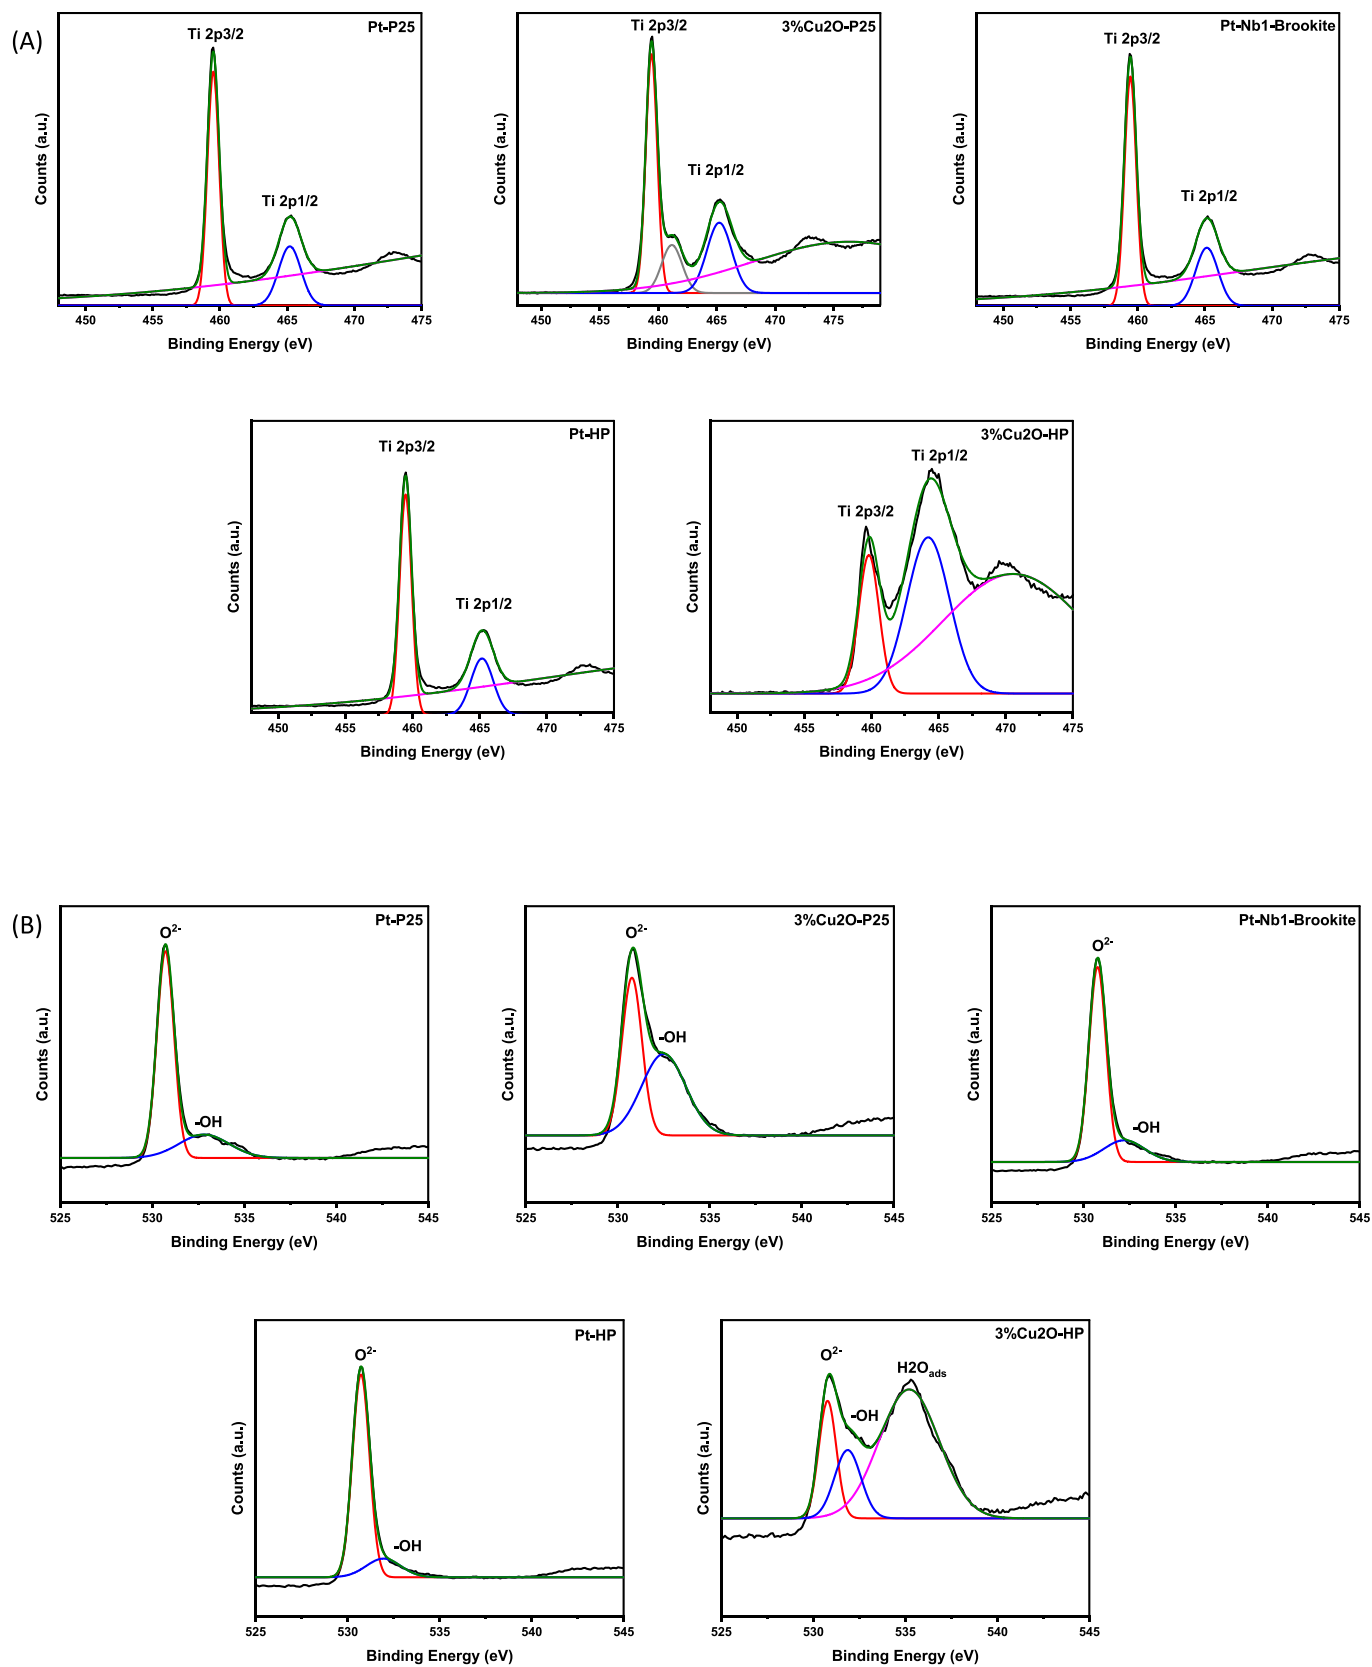 (A)
Pt-P25
Ti 2p3/2
Ti 2p1/2
Counts (a.u.)
450 455 460 465 470 475
Binding Energy (eV)
3%Cu2O-P25
Ti 2p3/2
Ti 2p1/2
Counts (a.u.)
450 455 460 465 470 475
Binding Energy (eV)
Pt-Nb1-Brookite
Ti 2p3/2
Ti 2p1/2
Counts (a.u.)
450 455 460 465 470 475
Binding Energy (eV)
Pt-HP
Ti 2p3/2
Ti 2p1/2
Counts (a.u.)
450 455 460 465 470 475
Binding Energy (eV)
3%Cu2O-HP
Ti 2p1/2
Ti 2p3/2
Counts (a.u.)
450 455 460 465 470 475
Binding Energy (eV)
(B)
Pt-P25
O²⁻
-OH
Counts (a.u.)
525 530 535 540 545
Binding Energy (eV)
3%Cu2O-P25
O²⁻
-OH
Counts (a.u.)
525 530 535 540 545
Binding Energy (eV)
Pt-Nb1-Brookite
O²⁻
-OH
Counts (a.u.)
525 530 535 540 545
Binding Energy (eV)
Pt-HP
O²⁻
-OH
Counts (a.u.)
525 530 535 540 545
Binding Energy (eV)
3%Cu2O-HP
O²⁻
H2Oads
-OH
Counts (a.u.)
525 530 535 540 545
Binding Energy (eV)